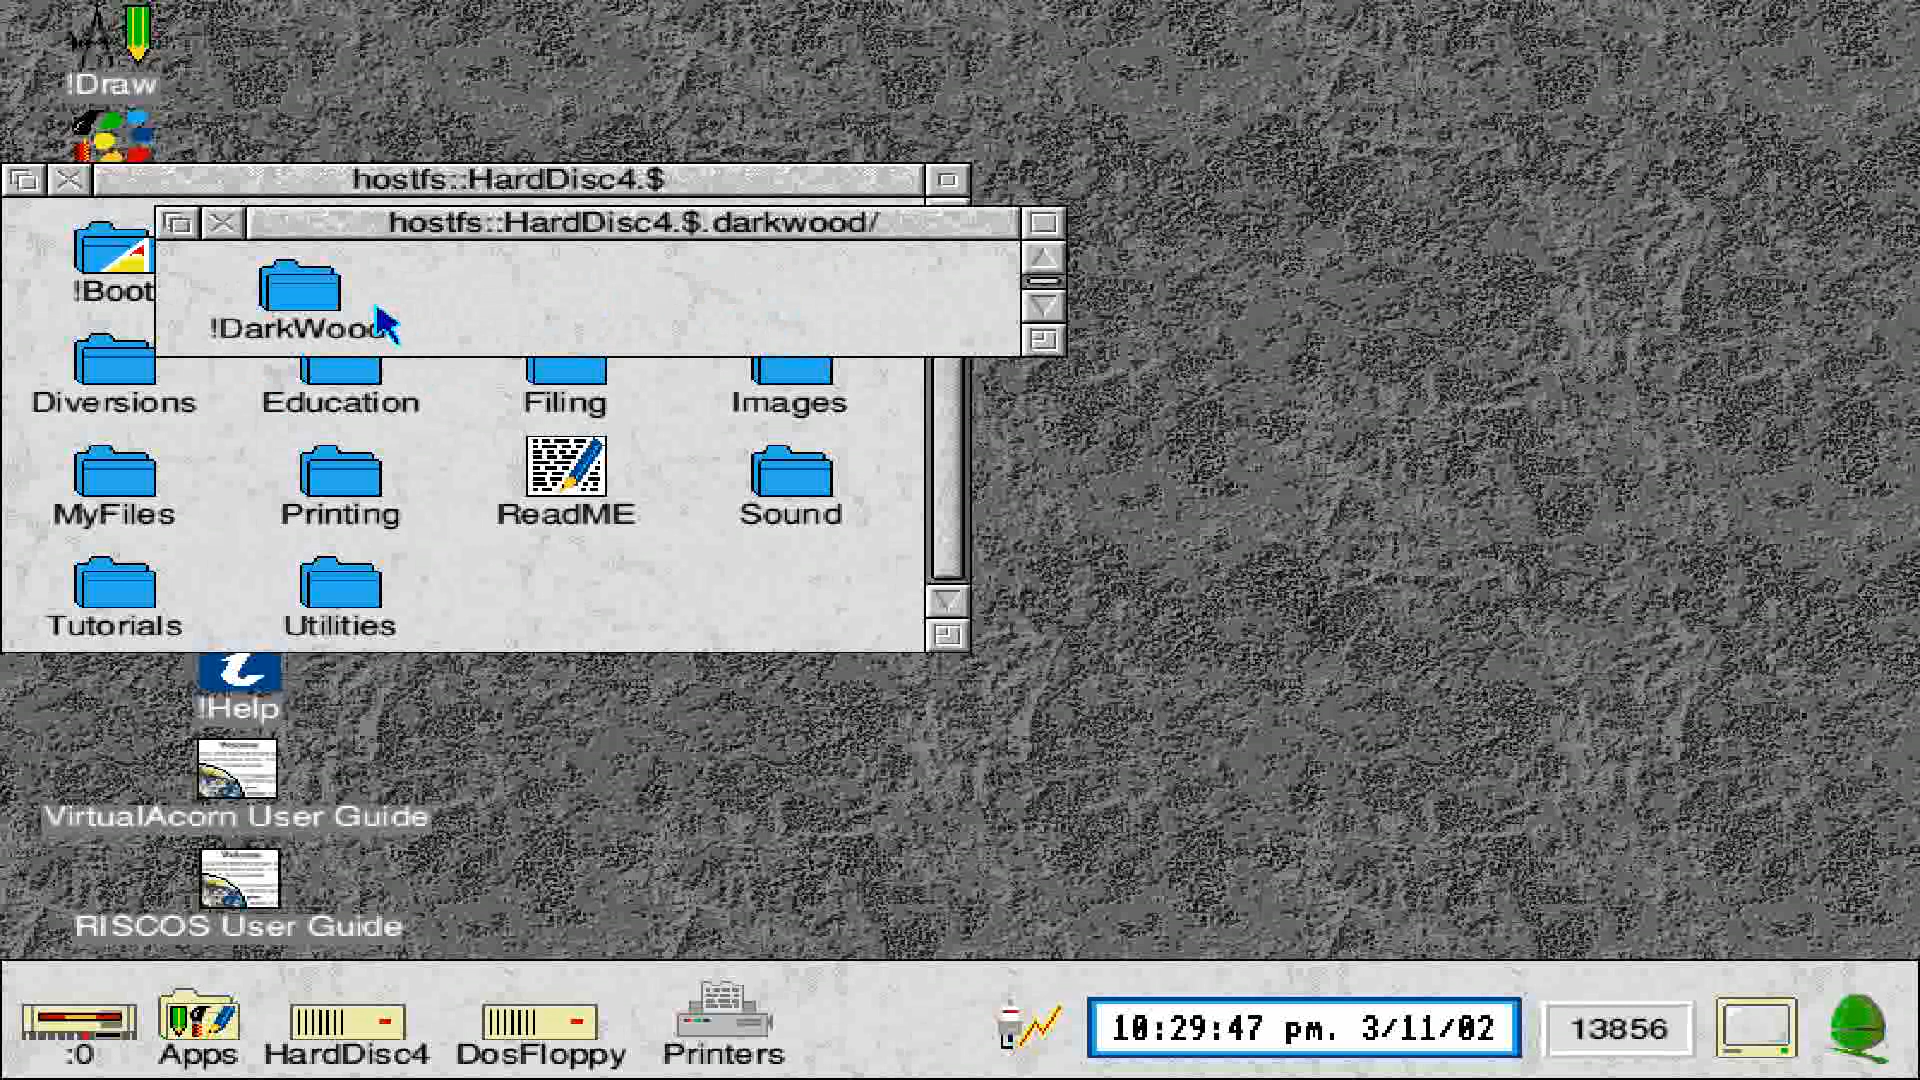 !Draw
hostfs::HardDisc4.$
hostfs::HardDisc4.$.darkwood/
!Boot
!DarkWood
Diversions Education Filing Images
MyFiles Printing ReadME Sound
Tutorials Utilities
!Help
VirtualAcorn User Guide
RISCOS User Guide
:0 Apps HardDisc4 DosFloppy Printers
10:29:47 pm. 3/11/02
13856